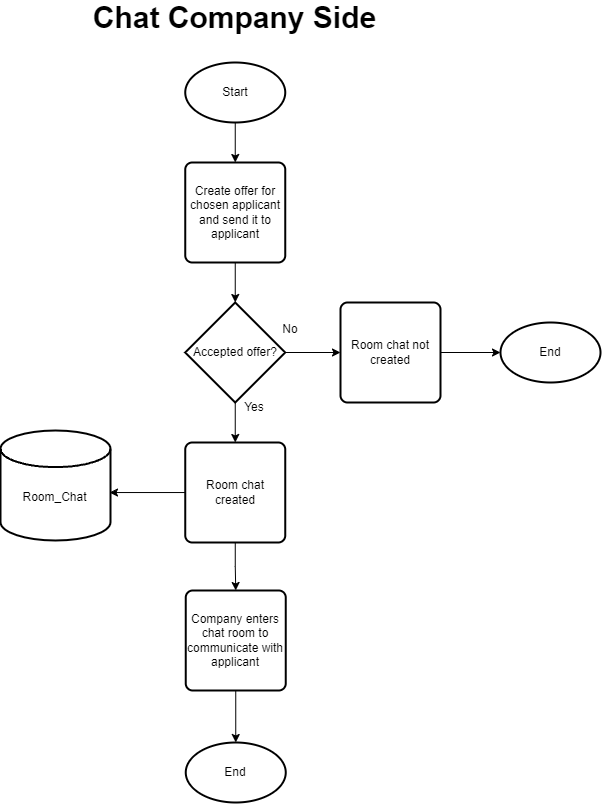 Chat Company Side
Start
Create offer for
chosen applicant
and send it to
applicant
Accepted offer?
No
Room chat not
created
End
Yes
Room chat
created
Room_Chat
Company enters
chat room to
communicate with
applicant
End